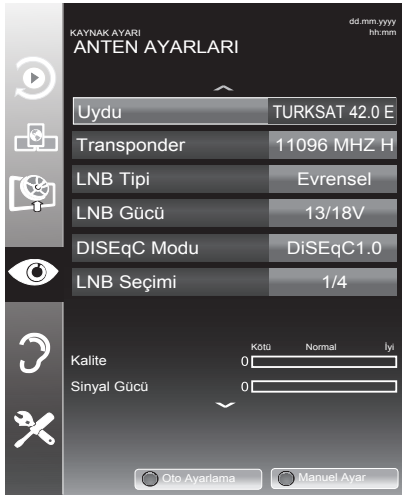 dd.mm.yyyy
hh:mm
KAYNAK AYARI
ANTEN AYARLARI
Uydu TURKSAT 42.0 E
Transponder 11096 MHZ H
LNB Tipi Evrensel
LNB Gücü 13/18V
DISEqC Modu DiSEqC1.0
LNB Seçimi 1/4
Kötü Normal İyi
Kalite 0
Sinyal Gücü 0
Oto Ayarlama Manuel Ayar